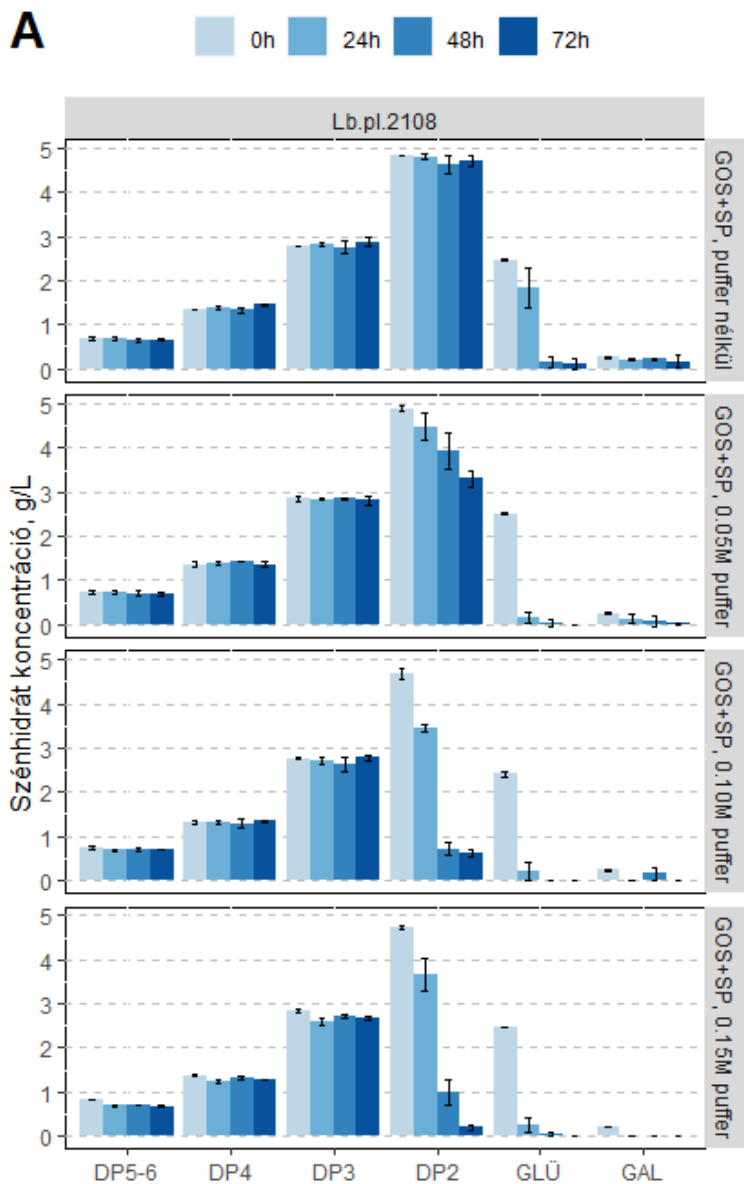 A
0h 24h 48h 72h
Lb.pl.2108
Szénhidrát koncentráció, g/L
5
4
3
2
1
0
GOS+SP, puffer nélkül
5
4
3
2
1
0
GOS+SP, 0.05M puffer
5
4
3
2
1
0
GOS+SP, 0.10M puffer
5
4
3
2
1
0
GOS+SP, 0.15M puffer
DP5-6 DP4 DP3 DP2 GLÜ GAL